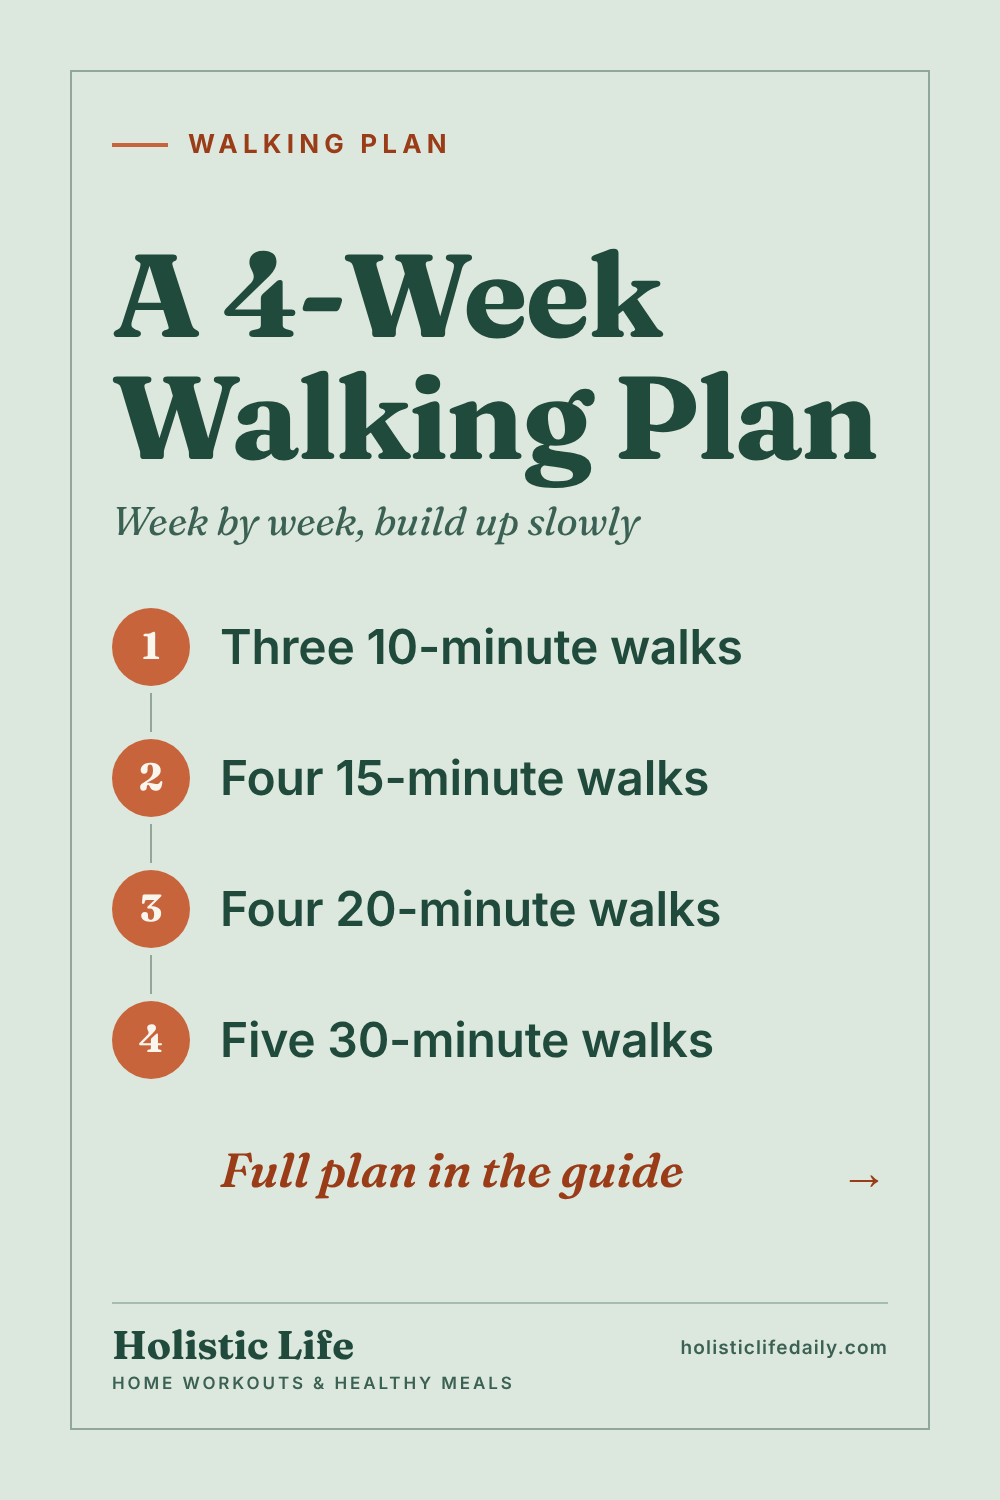 WALKING PLAN
A 4-Week
Walking Plan
Week by week, build up slowly
1 Three 10-minute walks
2 Four 15-minute walks
3 Four 20-minute walks
4 Five 30-minute walks
Full plan in the guide →
Holistic Life
holisticlifedaily.com
HOME WORKOUTS & HEALTHY MEALS